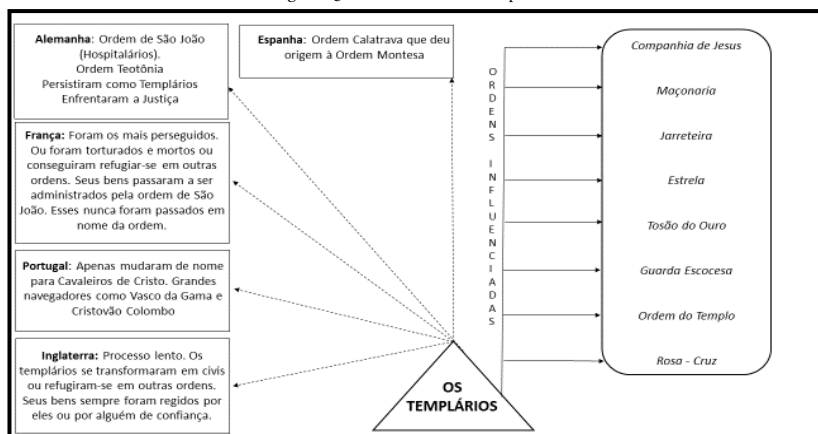 Alemanha: Ordem de São João
(Hospitalários).
Ordem Teotônia
Persistiram como Templários
Enfrentaram a Justiça
Espanha: Ordem Calatrava que deu
origem à Ordem Montesa
França: Foram os mais perseguidos.
Ou foram torturados e mortos ou
conseguiram refugiar-se em outras
ordens. Seus bens passaram a ser
administrados pela ordem de São
João. Esses nunca foram passados em
nome da ordem.
Portugal: Apenas mudaram de nome
para Cavaleiros de Cristo. Grandes
navegadores como Vasco da Gama e
Cristovão Colombo
Inglaterra: Processo lento. Os
templários se transformaram em civis
ou refugiram-se em outras ordens.
Seus bens sempre foram regidos por
eles ou por alguém de confiança.
OS
TEMPLÁRIOS
ORDENS INFLUENCIADAS
Companhia de Jesus
Maçonaria
Jarreteira
Estrela
Tosão do Ouro
Guarda Escocesa
Ordem do Templo
Rosa - Cruz